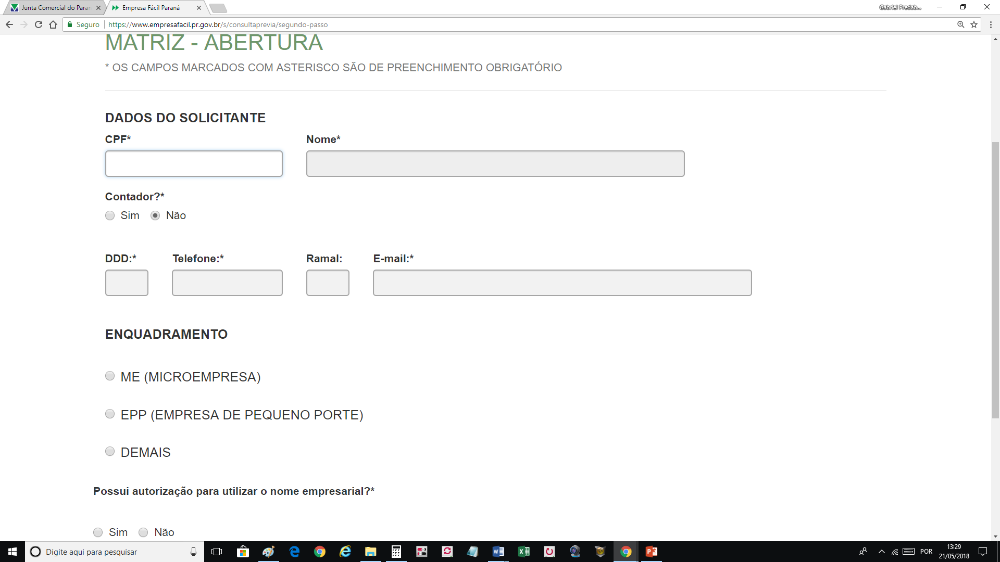 Junta Comercial do Paran
Empresa Fácil Paraná
Gabriel Predab...
Seguro
https://www.empresafacil.pr.gov.br/s/consultaprevia/segundo-passo
MATRIZ - ABERTURA
* OS CAMPOS MARCADOS COM ASTERISCO SÃO DE PREENCHIMENTO OBRIGATÓRIO
DADOS DO SOLICITANTE
CPF* Nome*
Contador?*
Sim Não
DDD:* Telefone:* Ramal: E-mail:*
ENQUADRAMENTO
ME (MICROEMPRESA)
EPP (EMPRESA DE PEQUENO PORTE)
DEMAIS
Possui autorização para utilizar o nome empresarial?*
Sim Não
Digite aqui para pesquisar
POR
13:29
21/05/2018